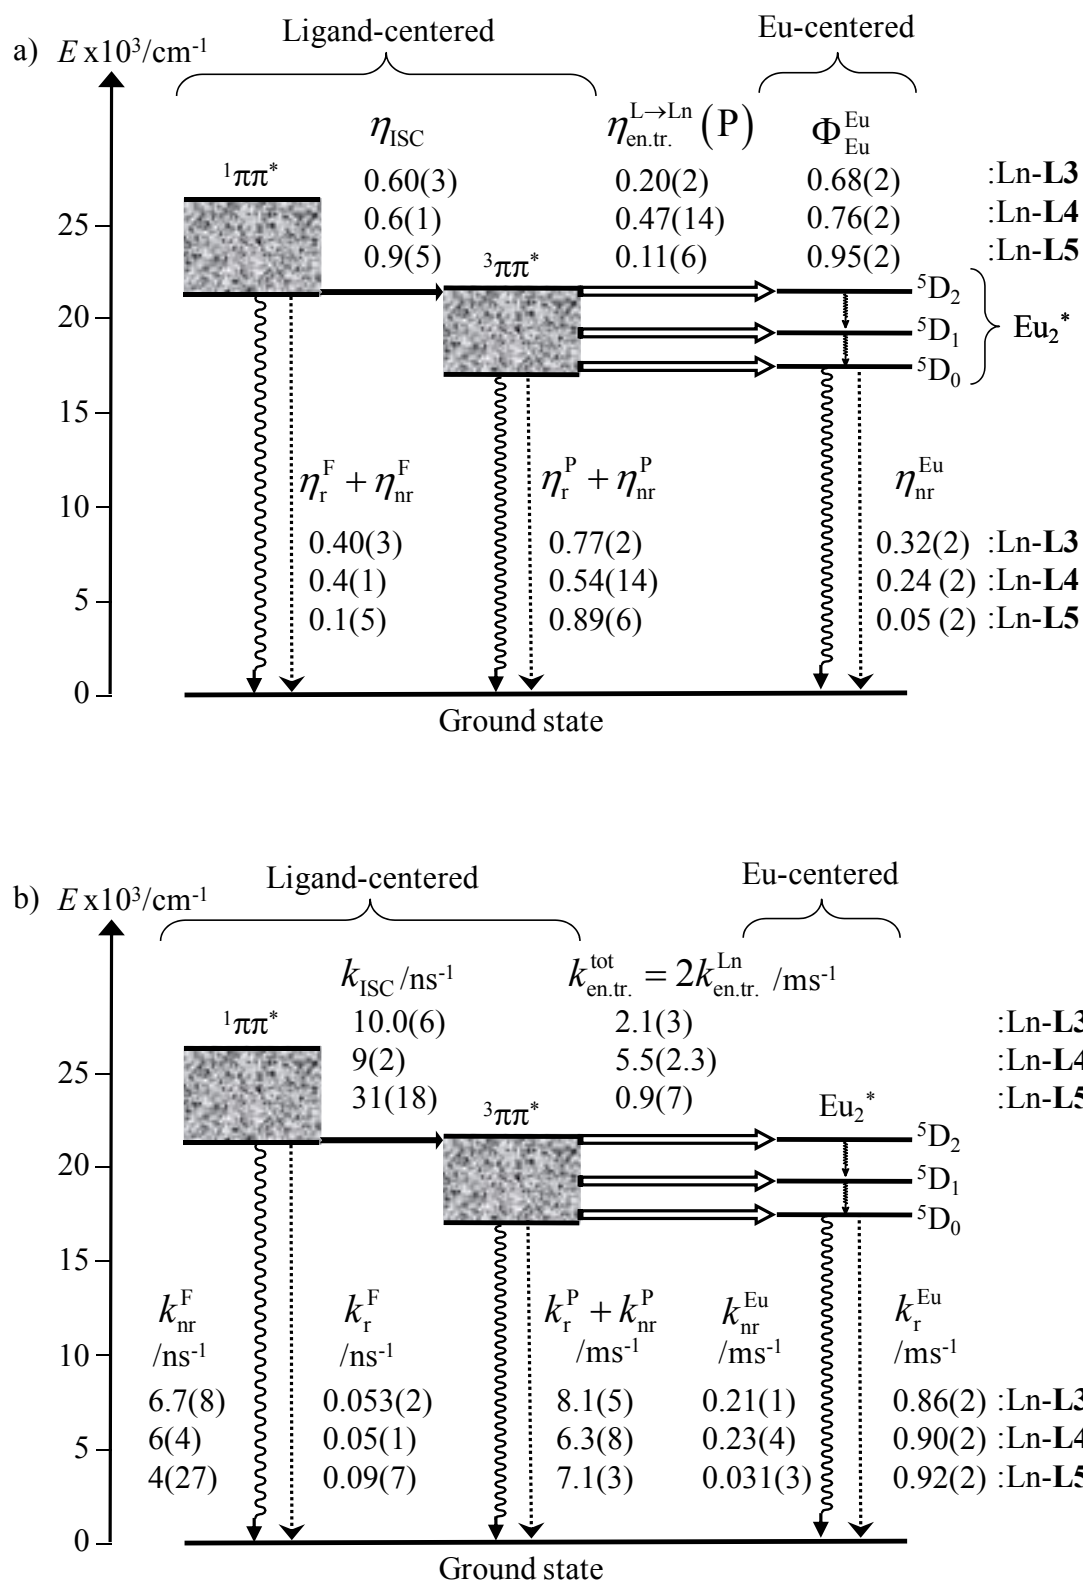 Ligand-centered Eu-centered
a) E x10³/cm⁻¹
η_ISC η_en.tr.^L→Ln (P) Φ_Eu^Eu
¹ππ* 0.60(3) 0.20(2) 0.68(2) :Ln-L3
25 0.6(1) 0.47(14) 0.76(2) :Ln-L4
0.9(5) 0.11(6) 0.95(2) :Ln-L5
³ππ*
⁵D₂
20 ⁵D₁ Eu₂*
⁵D₀
15
η_r^F + η_nr^F η_r^P + η_nr^P η_nr^Eu
10
0.40(3) 0.77(2) 0.32(2) :Ln-L3
0.4(1) 0.54(14) 0.24 (2) :Ln-L4
5 0.1(5) 0.89(6) 0.05 (2) :Ln-L5
0
Ground state
Ligand-centered Eu-centered
b) E x10³/cm⁻¹
k_ISC /ns⁻¹ k_en.tr.^tot = 2k_en.tr.^Ln /ms⁻¹
¹ππ* 10.0(6) 2.1(3) :Ln-L3
25 9(2) 5.5(2.3) :Ln-L4
31(18) 0.9(7) :Ln-L5
³ππ* Eu₂*
⁵D₂
20 ⁵D₁
⁵D₀
15
k_nr^F k_r^F k_r^P + k_nr^P k_nr^Eu k_r^Eu
10 /ns⁻¹ /ns⁻¹ /ms⁻¹ /ms⁻¹ /ms⁻¹
6.7(8) 0.053(2) 8.1(5) 0.21(1) 0.86(2) :Ln-L3
5 6(4) 0.05(1) 6.3(8) 0.23(4) 0.90(2) :Ln-L4
4(27) 0.09(7) 7.1(3) 0.031(3) 0.92(2) :Ln-L5
0
Ground state